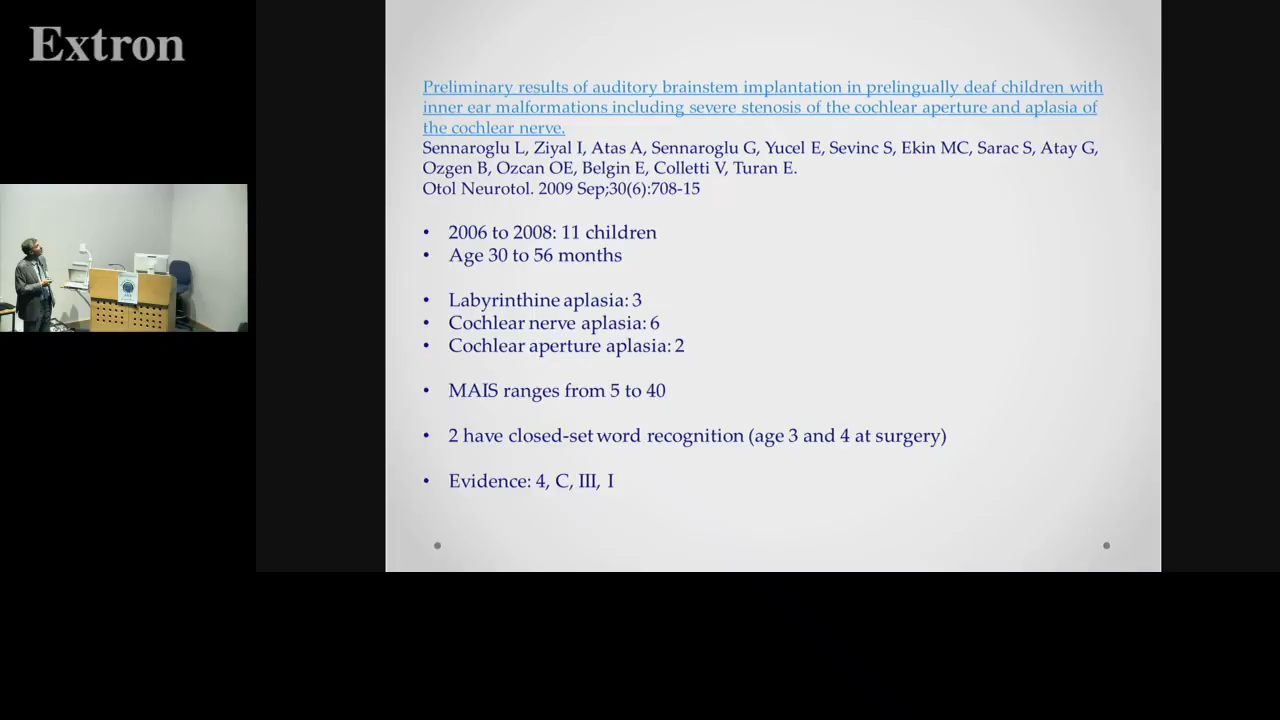 Extron
Preliminary results of auditory brainstem implantation in prelingually deaf children with
inner ear malformations including severe stenosis of the cochlear aperture and aplasia of
the cochlear nerve.
Sennaroglu L, Ziyal I, Atas A, Sennaroglu G, Yucel E, Sevinc S, Ekin MC, Sarac S, Atay G,
Ozgen B, Ozcan OE, Belgin E, Colletti V, Turan E.
Otol Neurotol. 2009 Sep;30(6):708-15
• 2006 to 2008: 11 children
• Age 30 to 56 months
• Labyrinthine aplasia: 3
• Cochlear nerve aplasia: 6
• Cochlear aperture aplasia: 2
• MAIS ranges from 5 to 40
• 2 have closed-set word recognition (age 3 and 4 at surgery)
• Evidence: 4, C, III, I